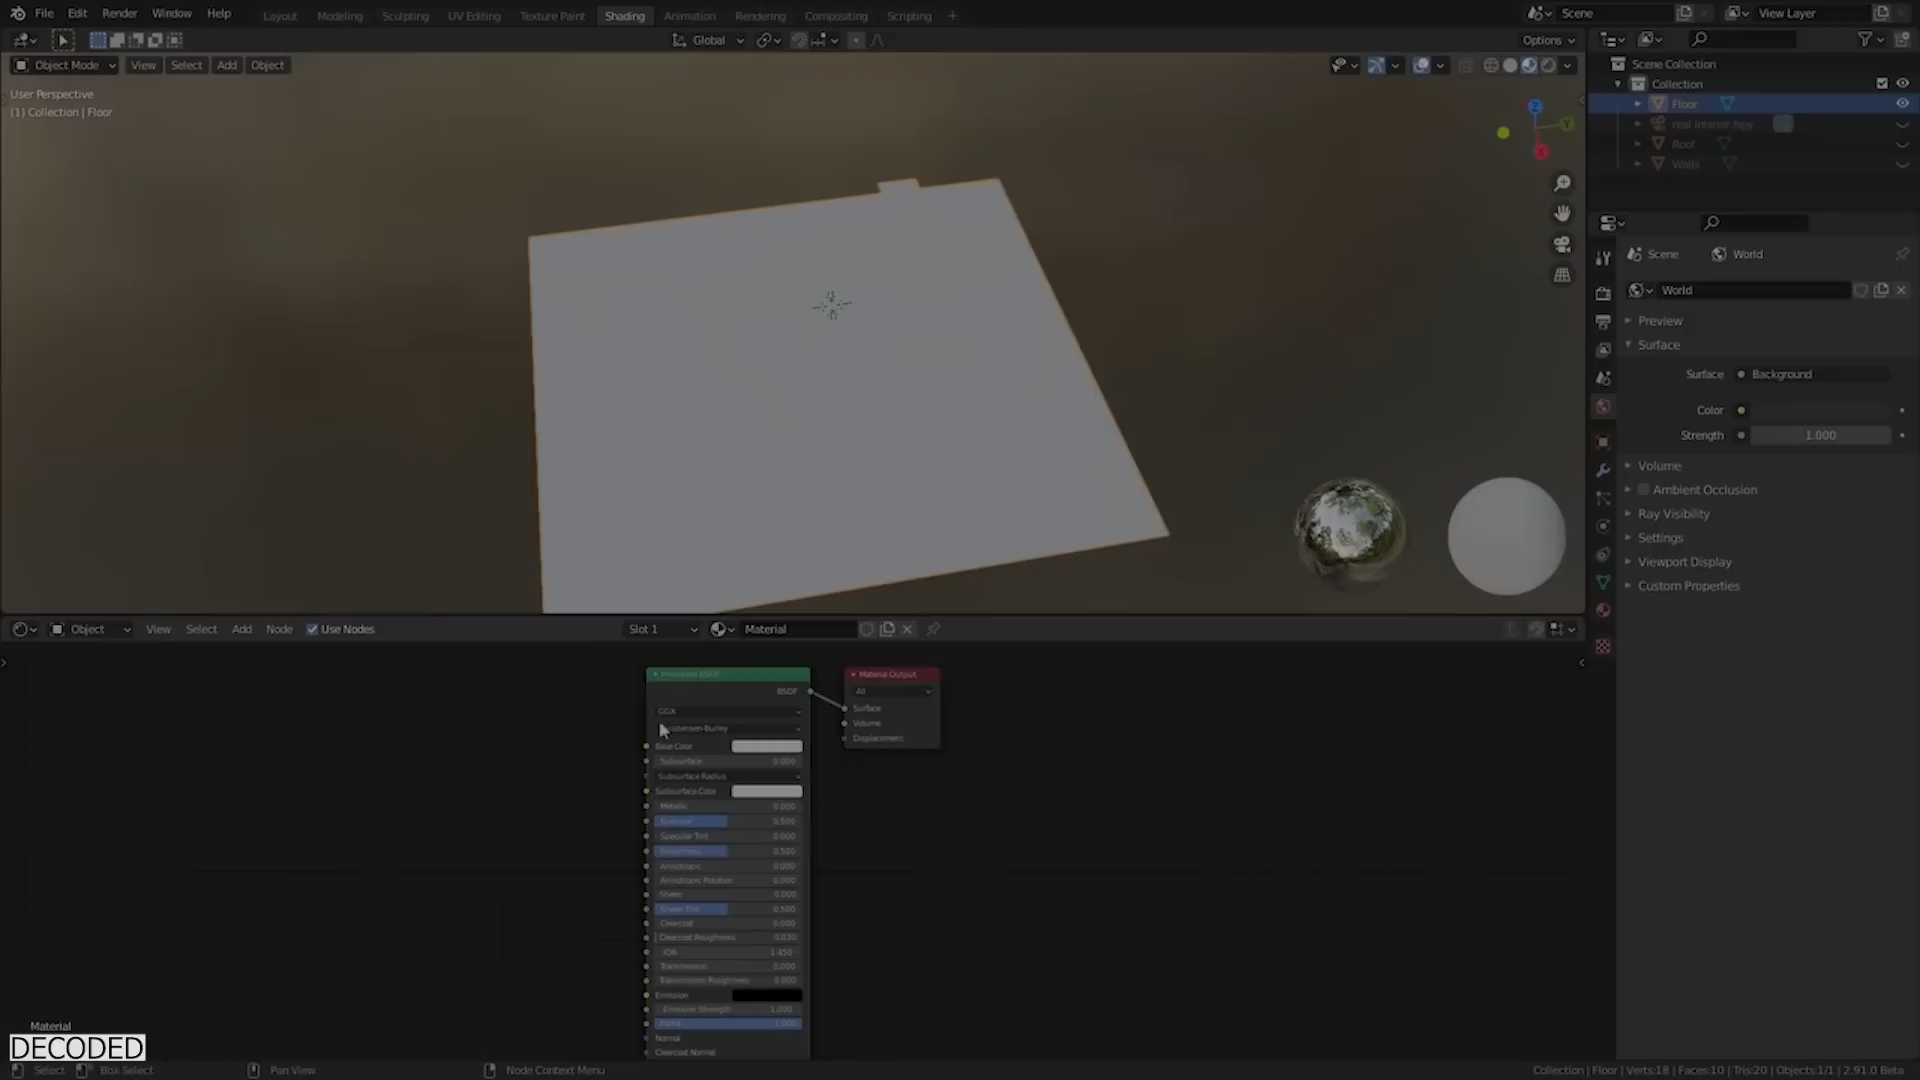 File Edit Render Window Help
Layout Modeling Sculpting UV Editing Texture Paint Shading Animation Rendering Compositing Scripting +
Scene View Layer
Global Options
Object Mode View Select Add Object
User Perspective
(1) Collection | Floor
Z
Y
X
Scene Collection
Collection
Floor
real interior.fspy
Roof
Walls
Scene World
World
Preview
Surface
Surface Background
Color
Strength 1.000
Volume
Ambient Occlusion
Ray Visibility
Settings
Viewport Display
Custom Properties
Object View Select Add Node Use Nodes Slot 1 Material
Principled BSDF
BSDF
GGX
Base Color
Subsurface 0.000
Subsurface Radius
Subsurface Color
Metallic 0.000
Specular 0.500
Specular Tint 0.000
Roughness 0.500
Anisotropic 0.000
Anisotropic Rotation 0.000
Sheen 0.000
Sheen Tint 0.500
Clearcoat 0.000
Clearcoat Roughness 0.030
IOR 1.450
Transmission 0.000
Transmission Roughness 0.000
Emission
Emission Strength 1.000
Alpha 1.000
Normal
Clearcoat Normal
Material Output
All
Surface
Volume
Displacement
Material
DECODED
Select Box Select Pan View Node Context Menu
Collection | Floor | Verts:18 | Faces:10 | Tris:20 | Objects:1/1 | 2.91.0 Beta